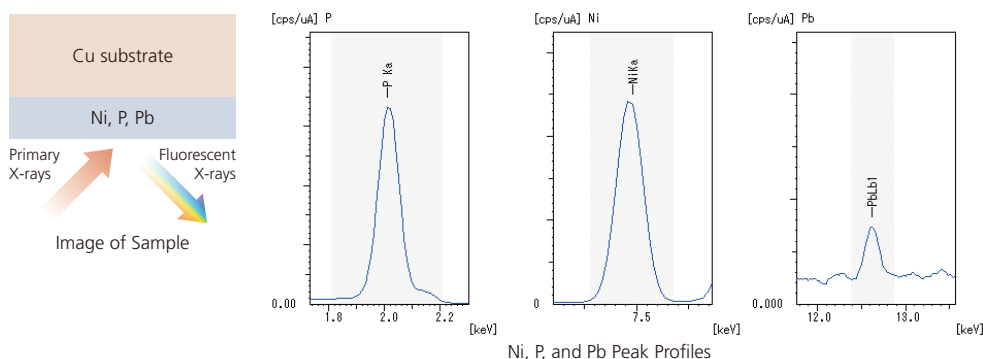 Cu substrate
Ni, P, Pb
Primary
X-rays
Fluorescent
X-rays
Image of Sample
[cps/uA] P
P Ka
0.00
1.8 2.0 2.2
[keV]
[cps/uA] Ni
NiKa
0
7.5
[keV]
[cps/uA] Pb
PbLb1
0.000
12.0 13.0
[keV]
Ni, P, and Pb Peak Profiles